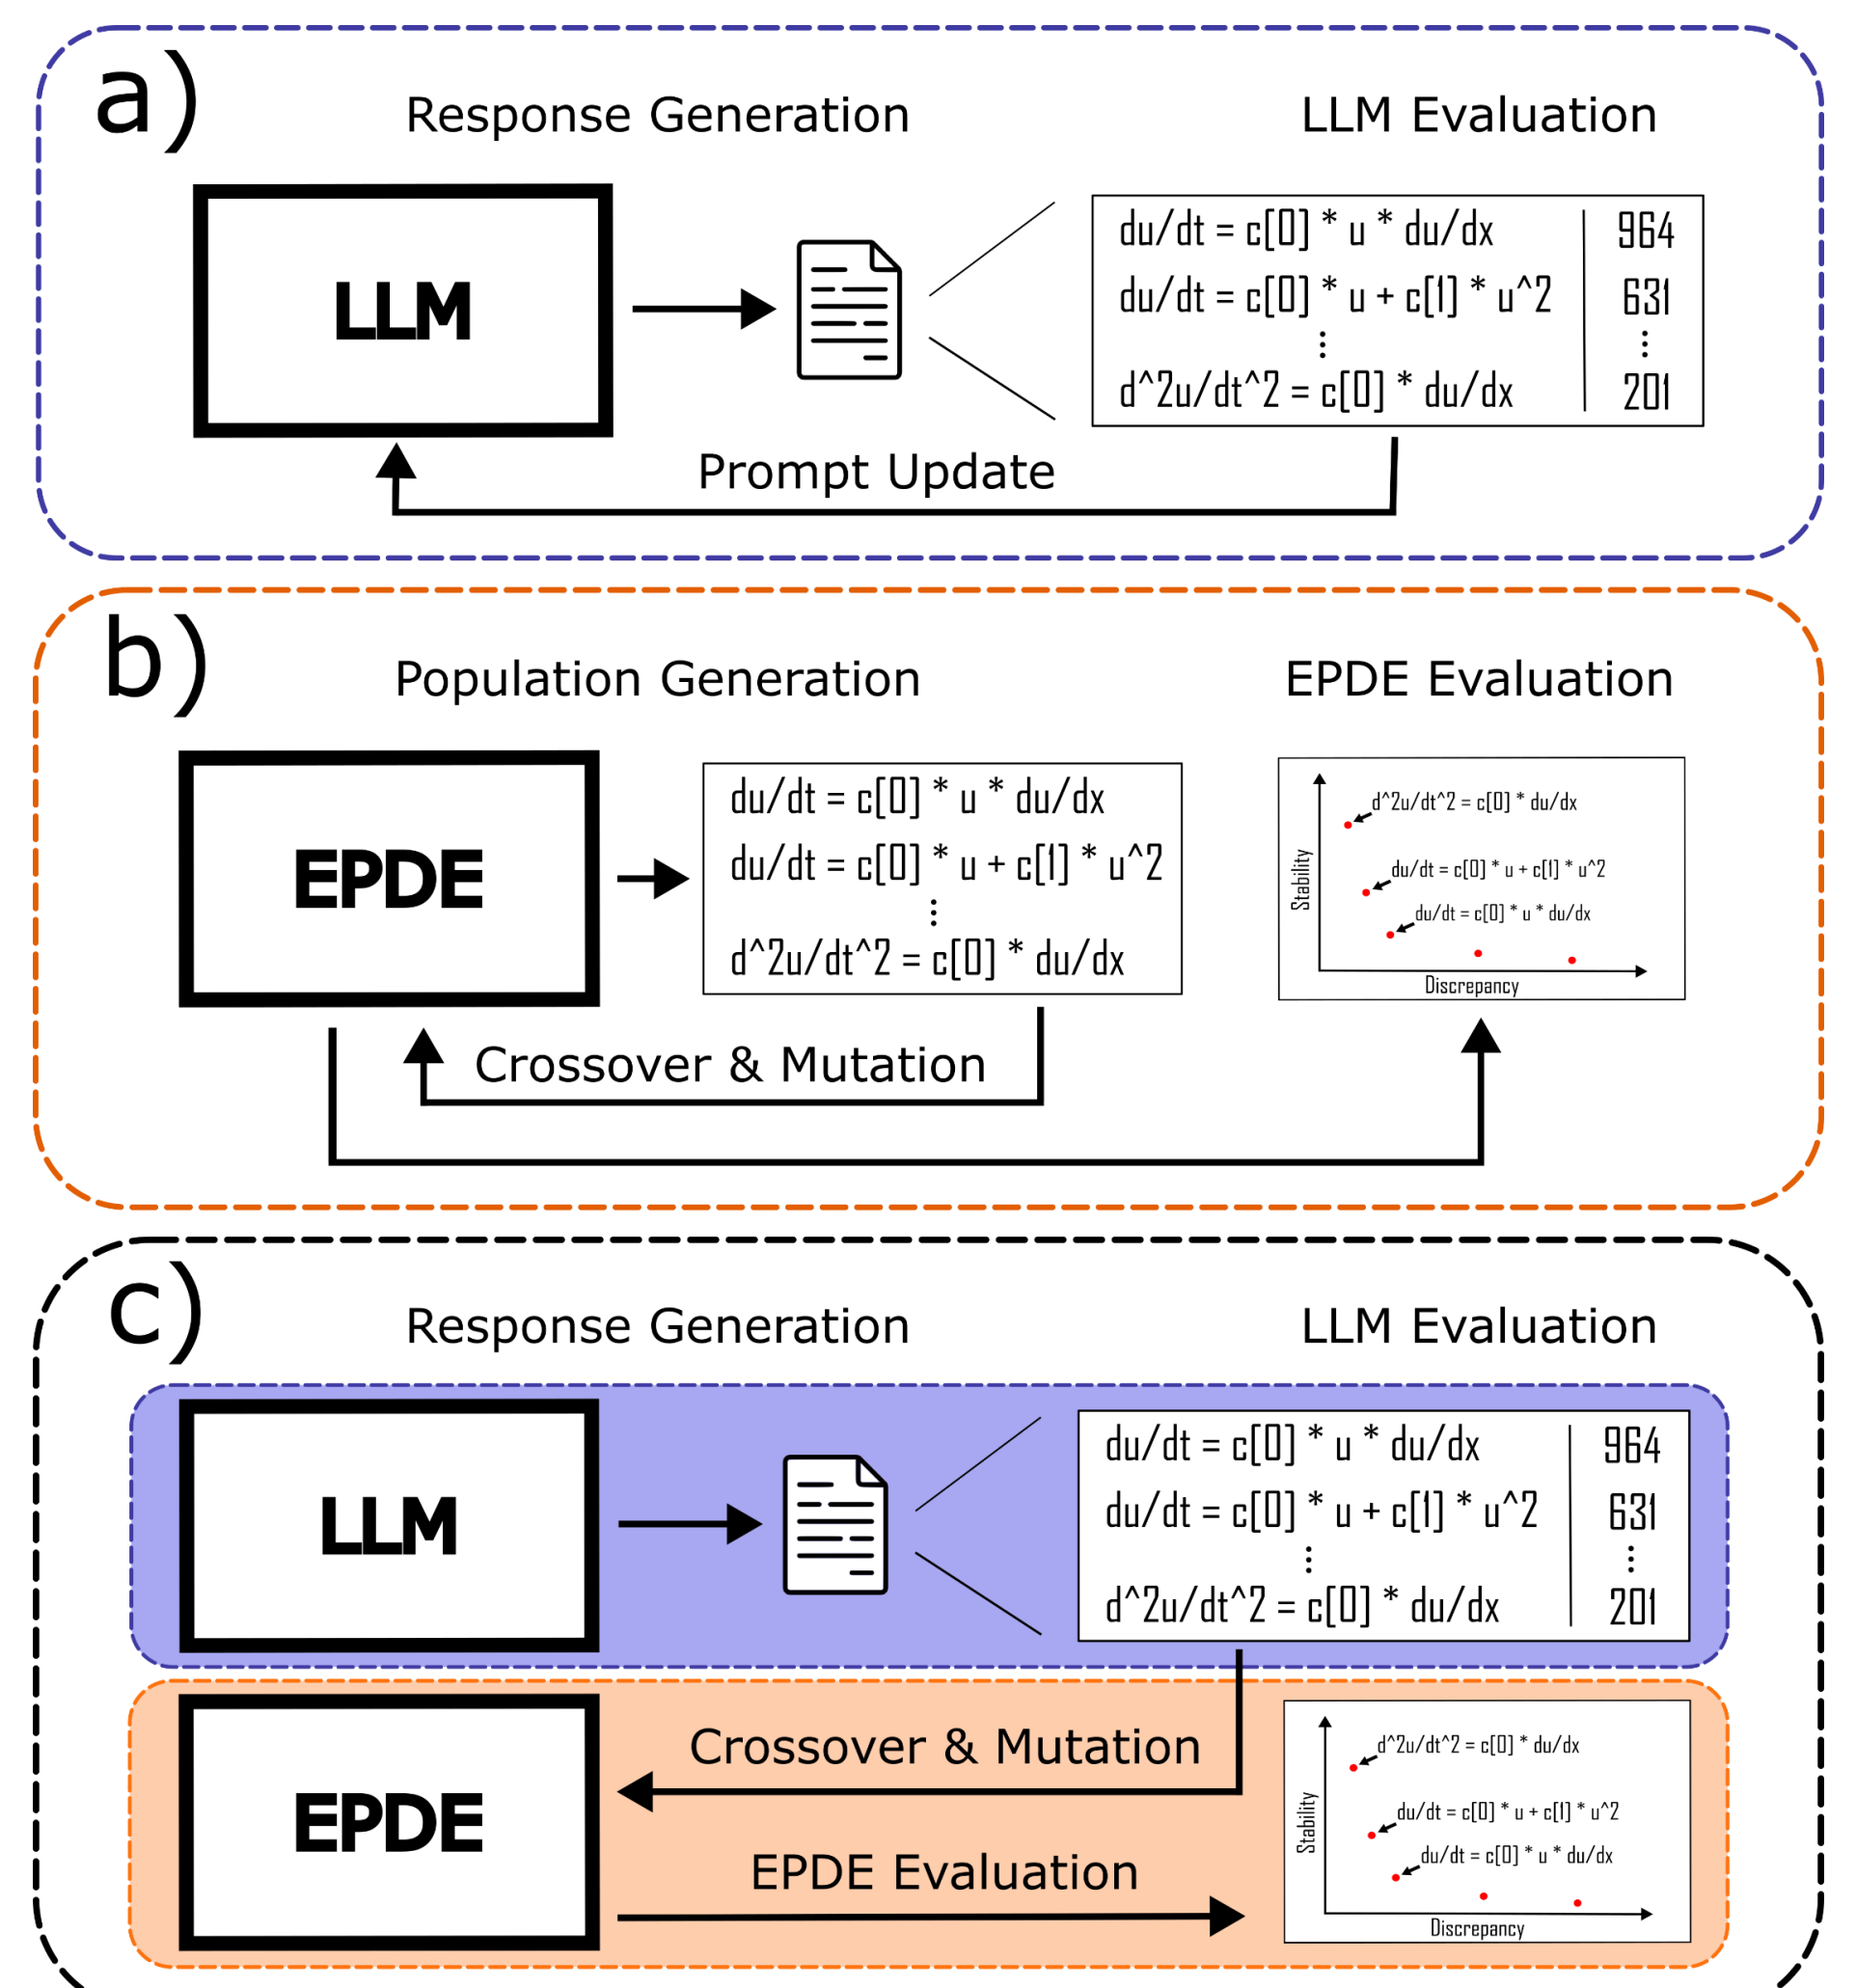 a)
Response Generation
LLM Evaluation
LLM
du/dt = c[0] * u * du/dx
964
du/dt = c[0] * u + c[1] * u^2
631
⋮
⋮
d^2u/dt^2 = c[0] * du/dx
201
Prompt Update
b)
Population Generation
EPDE Evaluation
EPDE
du/dt = c[0] * u * du/dx
du/dt = c[0] * u + c[1] * u^2
⋮
d^2u/dt^2 = c[0] * du/dx
Stability
d^2u/dt^2 = c[0] * du/dx
du/dt = c[0] * u + c[1] * u^2
du/dt = c[0] * u * du/dx
Discrepancy
Crossover & Mutation
c)
Response Generation
LLM Evaluation
LLM
du/dt = c[0] * u * du/dx
964
du/dt = c[0] * u + c[1] * u^2
631
⋮
⋮
d^2u/dt^2 = c[0] * du/dx
201
EPDE
Crossover & Mutation
EPDE Evaluation
Stability
d^2u/dt^2 = c[0] * du/dx
du/dt = c[0] * u + c[1] * u^2
du/dt = c[0] * u * du/dx
Discrepancy